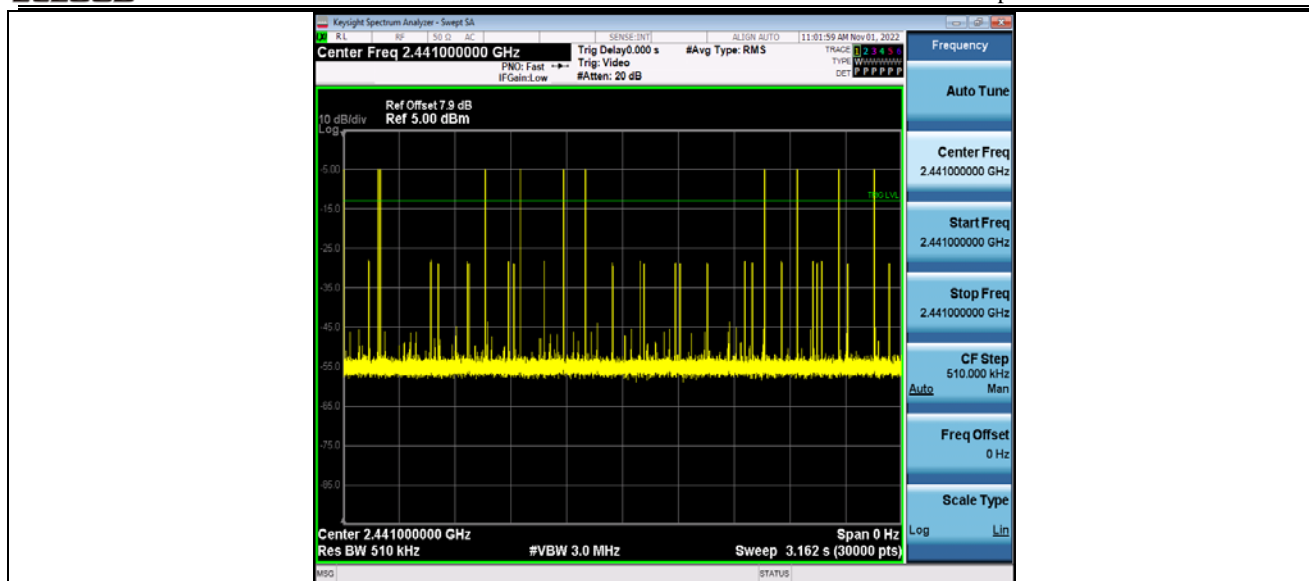 Keysight Spectrum Analyzer - Swept SA
RL RF 50 Ω AC SENSE:INT ALIGN AUTO 11:01:59 AM Nov 01, 2022
Center Freq 2.441000000 GHz
PNO: Fast
IFGain:Low
Trig Delay0.000 s
Trig: Video
#Atten: 20 dB
#Avg Type: RMS
TRACE 1 2 3 4 5 6
TYPE
DET P P P P P P
Frequency
Auto Tune
Center Freq
2.441000000 GHz
Start Freq
2.441000000 GHz
Stop Freq
2.441000000 GHz
CF Step
510.000 kHz
Auto Man
Freq Offset
0 Hz
Scale Type
Log Lin
Ref Offset 7.9 dB
10 dB/div Ref 5.00 dBm
Log
-5.00
TRIG LVL
-15.0
-25.0
-35.0
-45.0
-55.0
-65.0
-75.0
-85.0
Center 2.441000000 GHz Span 0 Hz
Res BW 510 kHz #VBW 3.0 MHz Sweep 3.162 s (30000 pts)
MSG STATUS